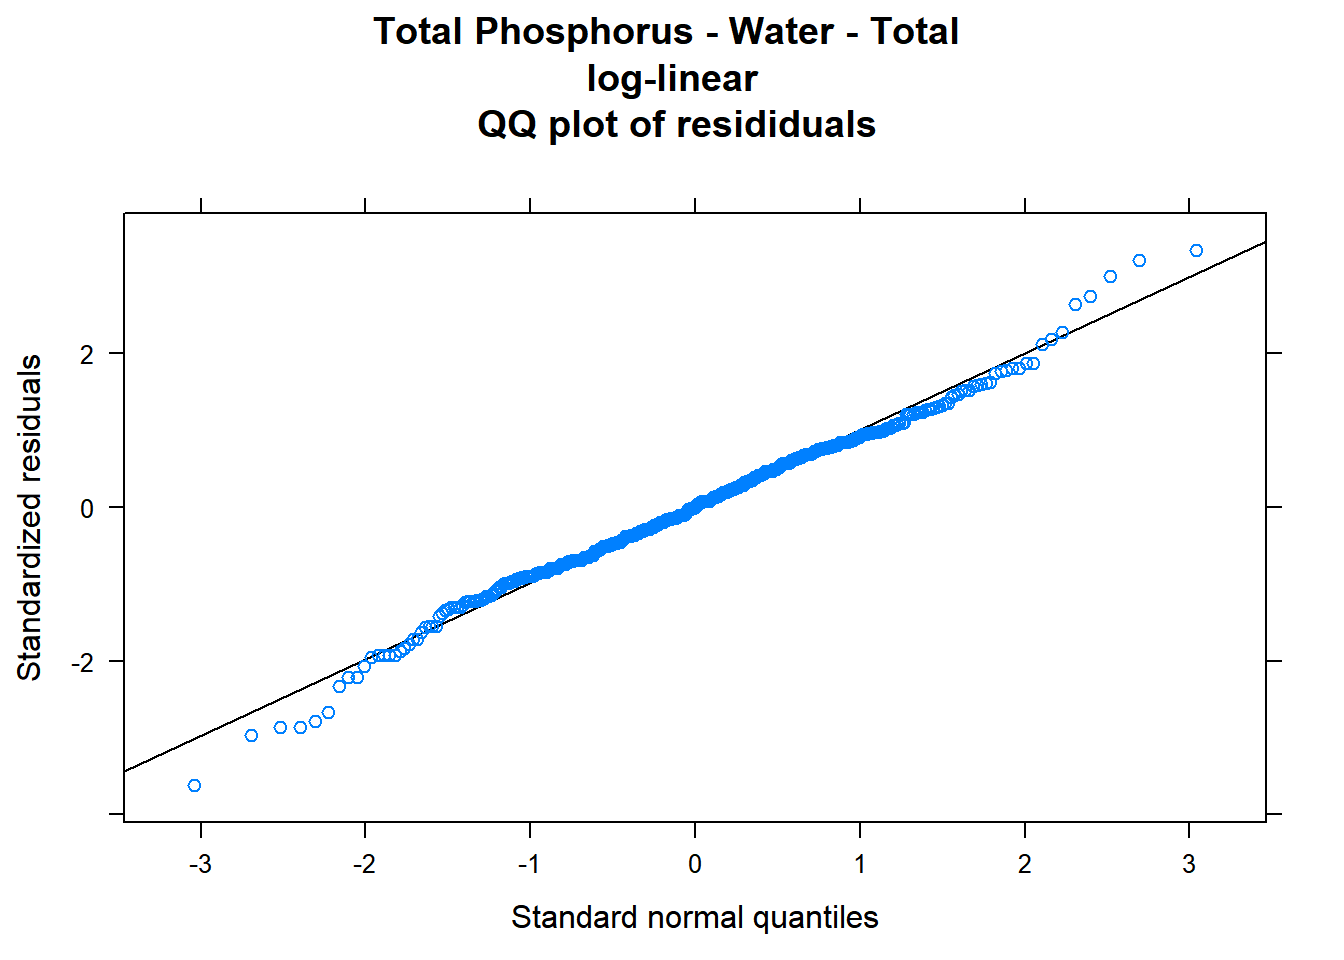 Total Phosphorus - Water - Total
log-linear
QQ plot of resididuals
2
0
-2
Standardized residuals
-3 -2 -1 0 1 2 3
Standard normal quantiles